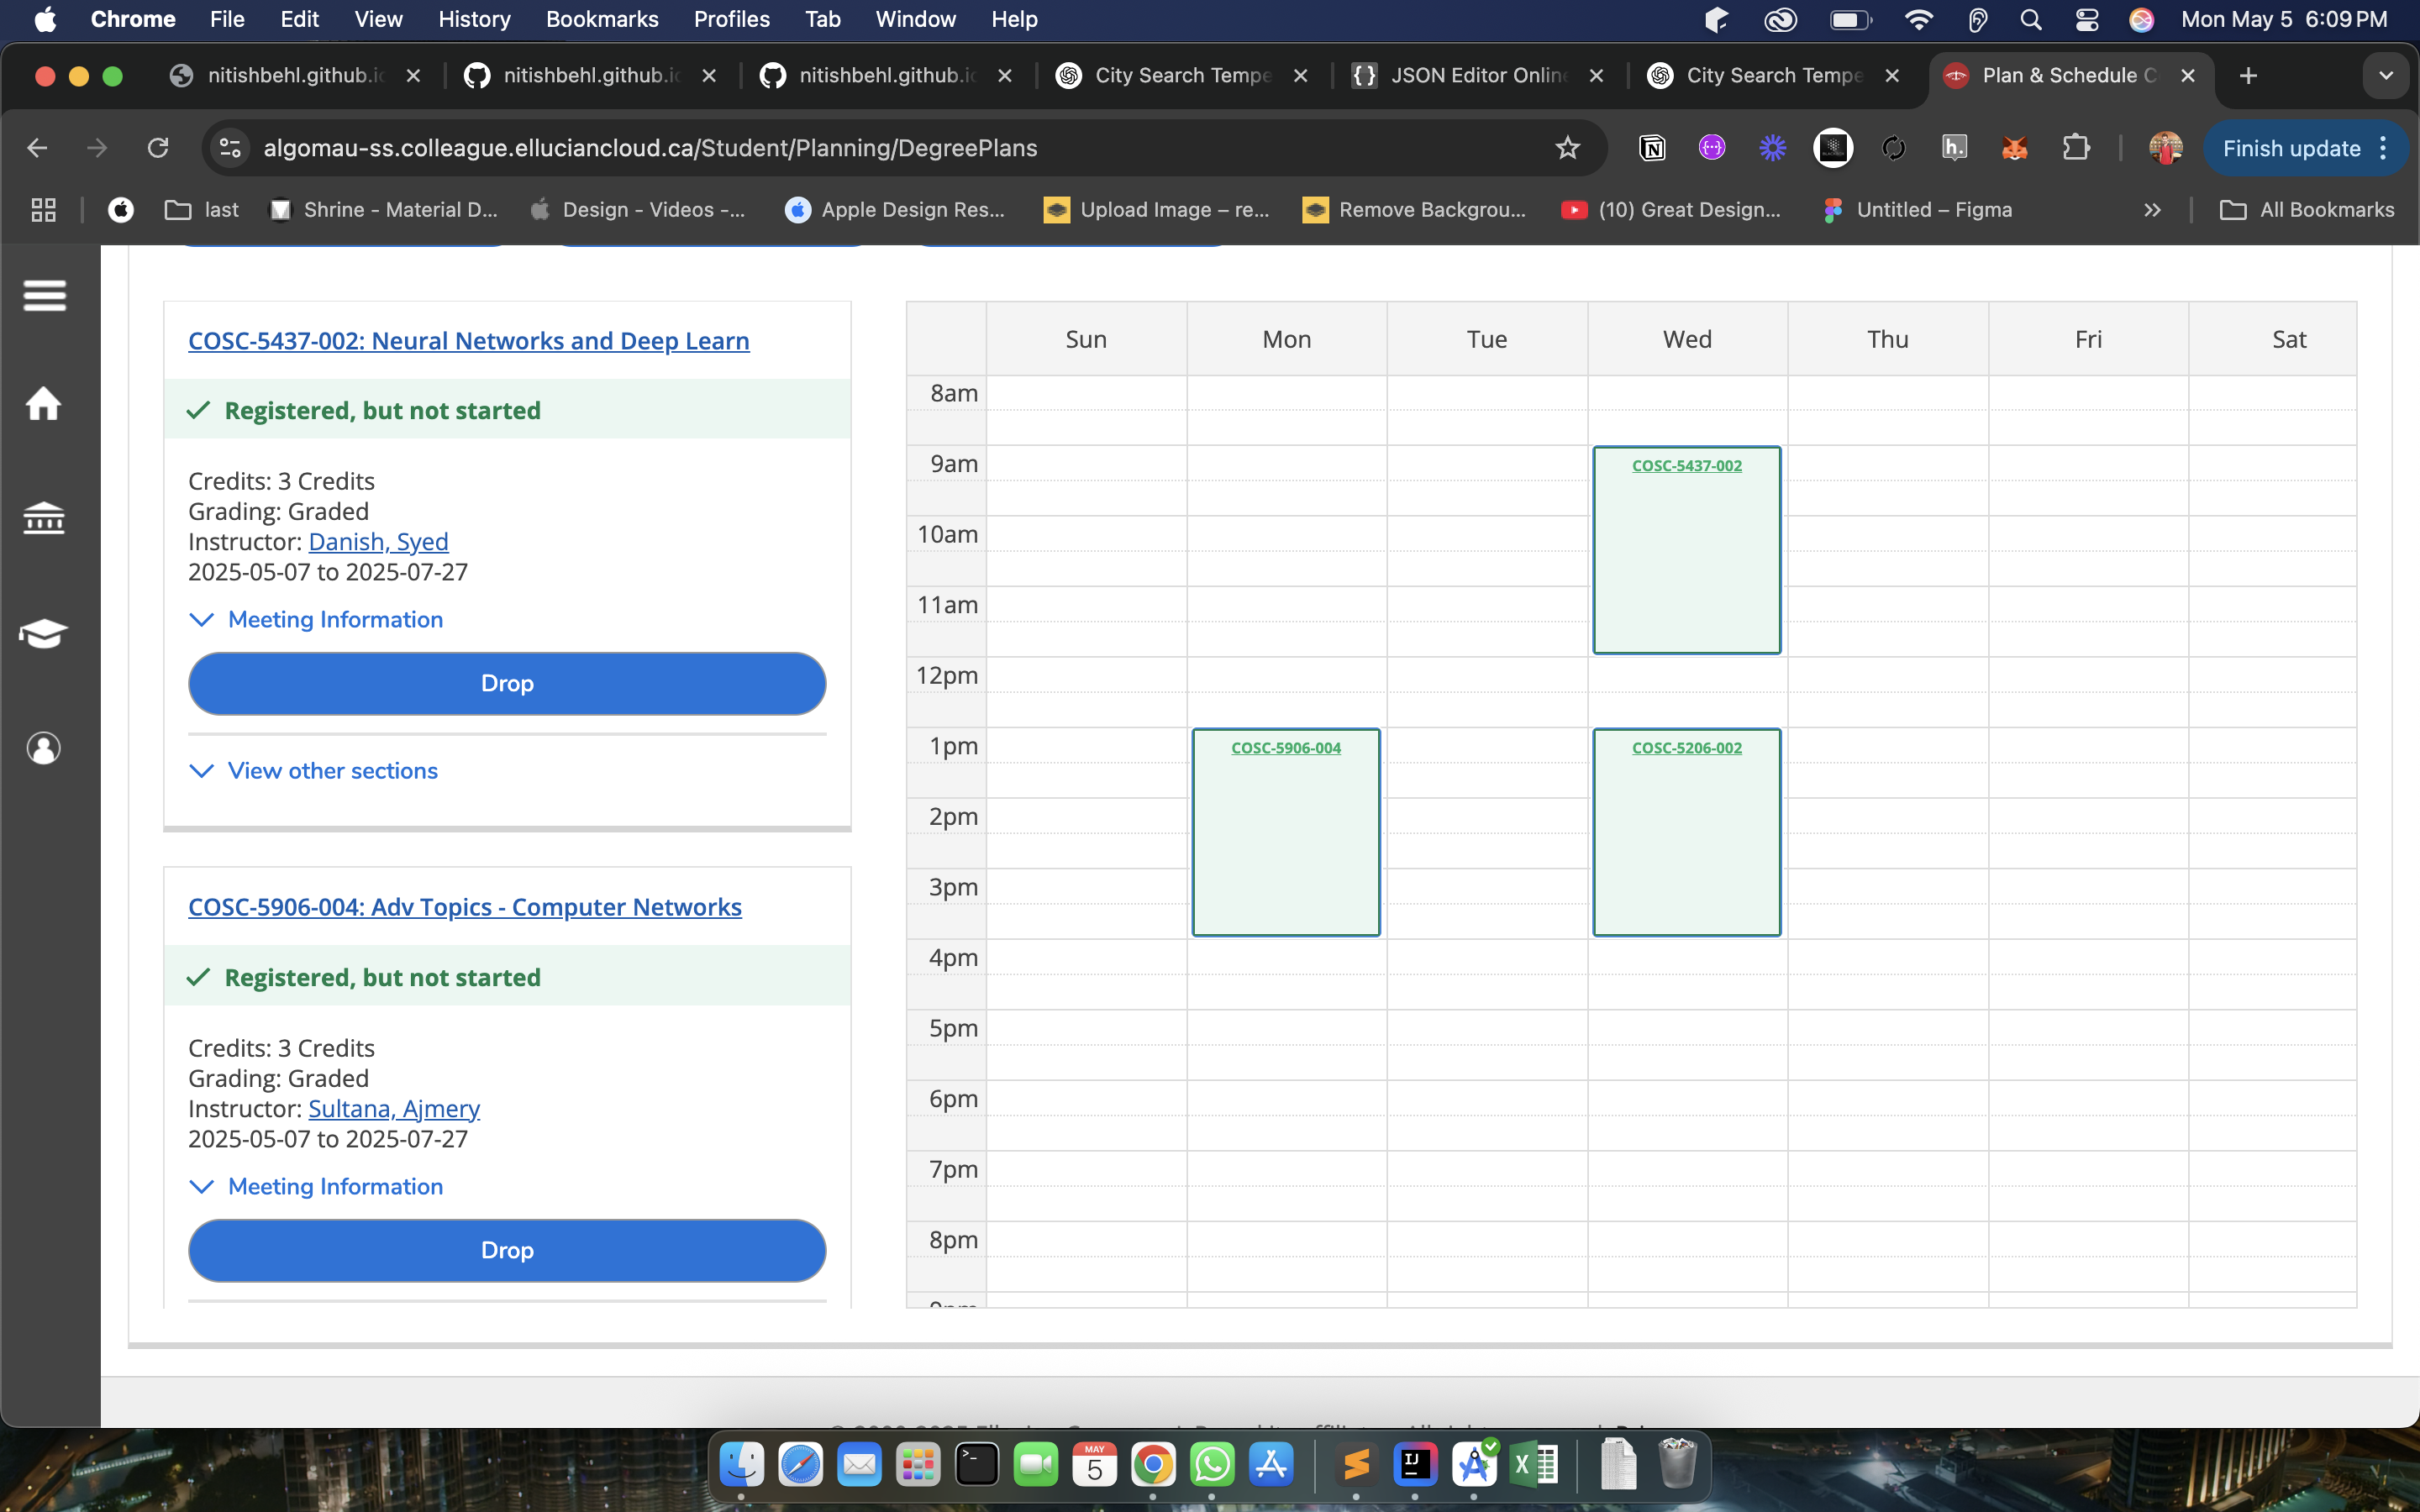 Chrome File Edit View History Bookmarks Profiles Tab Window Help Mon May 5 6:09 PM
nitishbehl.github.ic nitishbehl.github.ic nitishbehl.github.ic City Search Tempe JSON Editor Onlin City Search Tempe Plan & Schedule C
algomau-ss.colleague.elluciancloud.ca/Student/Planning/DegreePlans h. Finish update
last Shrine - Material D... Design - Videos -... Apple Design Res... Upload Image – re... Remove Backgrou... (10) Great Design... Untitled – Figma All Bookmarks
COSC-5437-002: Neural Networks and Deep Learn
Registered, but not started
Credits: 3 Credits
Grading: Graded
Instructor: Danish, Syed
2025-05-07 to 2025-07-27
Meeting Information
Drop
View other sections
COSC-5906-004: Adv Topics - Computer Networks
Registered, but not started
Credits: 3 Credits
Grading: Graded
Instructor: Sultana, Ajmery
2025-05-07 to 2025-07-27
Meeting Information
Drop
Sun Mon Tue Wed Thu Fri Sat
8am
9am COSC-5437-002
10am
11am
12pm
1pm COSC-5906-004 COSC-5206-002
2pm
3pm
4pm
5pm
6pm
7pm
8pm
MAY
5